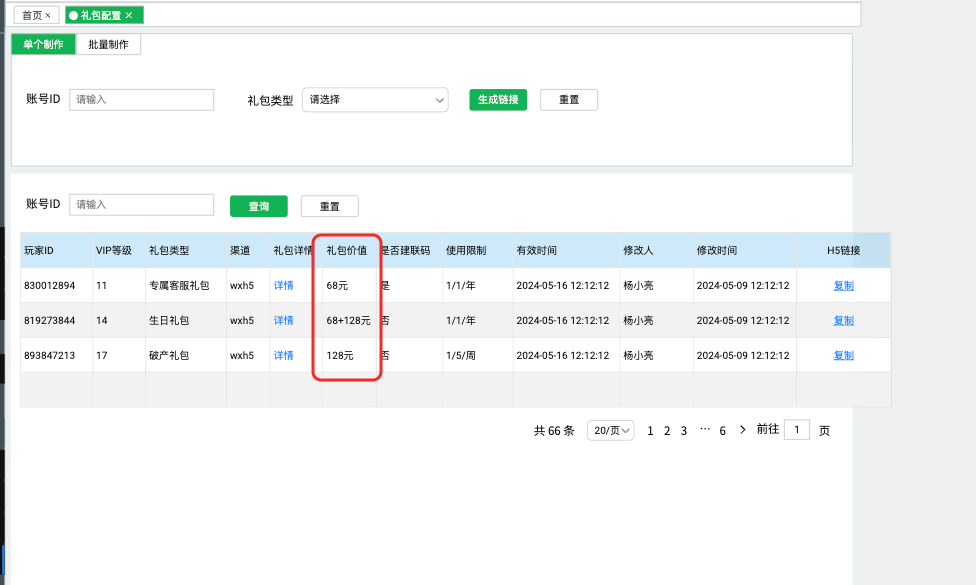 首页 ×
礼包配置 ×
单个制作 批量制作
账号ID 请输入 礼包类型 请选择 生成链接 重置
账号ID 请输入 查询 重置
玩家ID VIP等级 礼包类型 渠道 礼包详情 礼包价值 是否建联码 使用限制 有效时间 修改人 修改时间 H5链接
830012894 11 专属客服礼包 wxh5 详情 68元 是 1/1/年 2024-05-16 12:12:12 杨小亮 2024-05-09 12:12:12 复制
819273844 14 生日礼包 wxh5 详情 68+128元 否 1/1/年 2024-05-16 12:12:12 杨小亮 2024-05-09 12:12:12 复制
893847213 17 破产礼包 wxh5 详情 128元 否 1/5/周 2024-05-16 12:12:12 杨小亮 2024-05-09 12:12:12 复制
共 66 条 20/页 1 2 3 ··· 6 > 前往 1 页